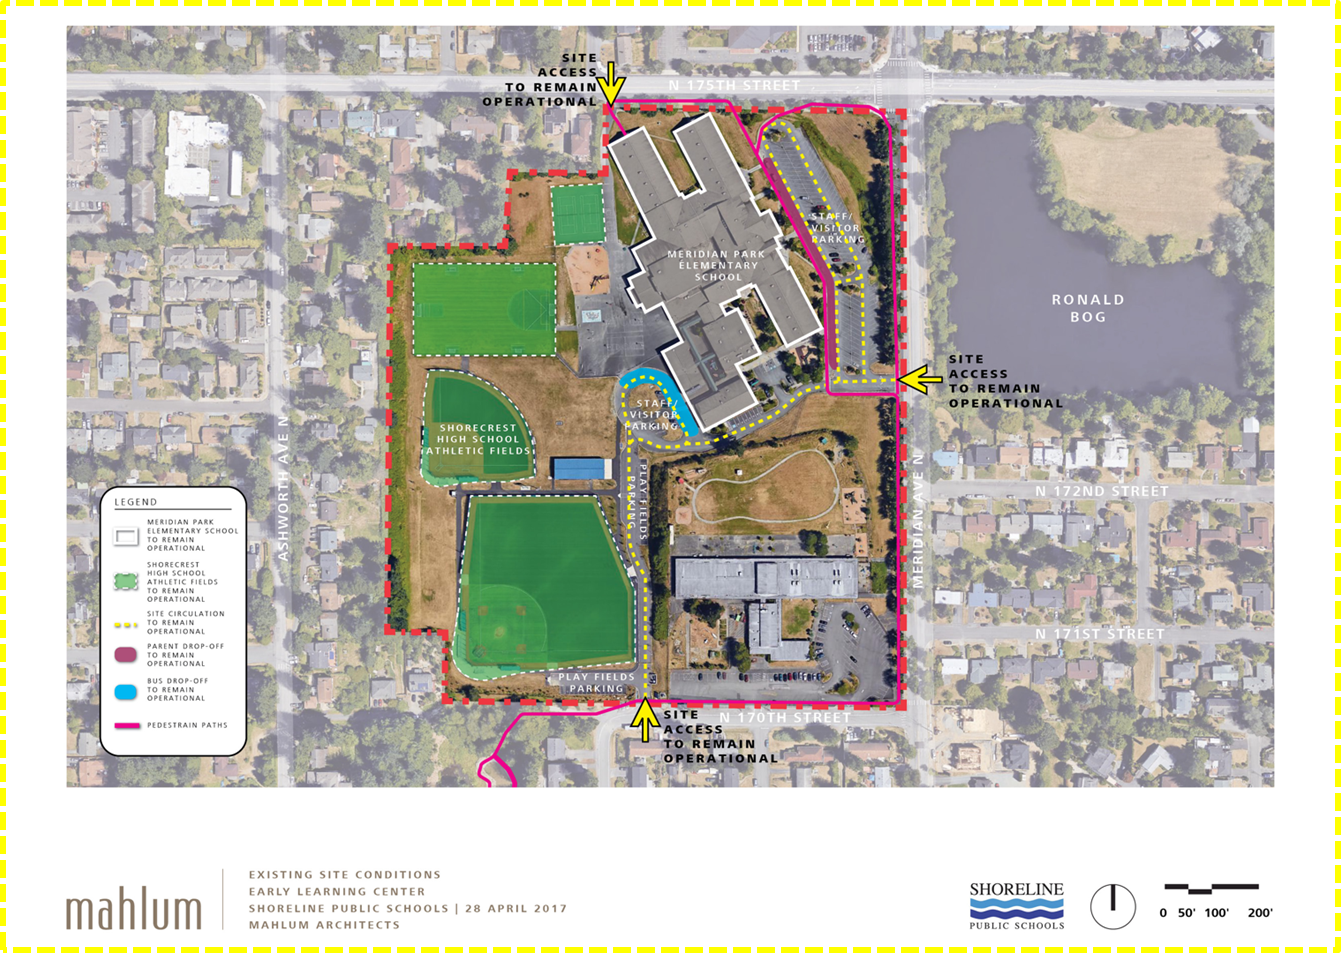 SITE
ACCESS
TO REMAIN
OPERATIONAL
N 175TH STREET
STAFF/
VISITOR
PARKING
MERIDIAN PARK
ELEMENTARY
SCHOOL
RONALD
BOG
SITE
ACCESS
TO REMAIN
OPERATIONAL
STAFF/
VISITOR
PARKING
SHORECREST
HIGH SCHOOL
ATHLETIC FIELDS
PLAY FIELDS
PARKING
ASHWORTH AVE N
MERIDIAN AVE N
N 172ND STREET
N 171ST STREET
PLAY FIELDS
PARKING
SITE
ACCESS
TO REMAIN
OPERATIONAL
N 170TH STREET
LEGEND
MERIDIAN PARK
ELEMENTARY SCHOOL
TO REMAIN
OPERATIONAL
SHORECREST
HIGH SCHOOL
ATHLETIC FIELDS
TO REMAIN
OPERATIONAL
SITE CIRCULATION
TO REMAIN
OPERATIONAL
PARENT DROP-OFF
TO REMAIN
OPERATIONAL
BUS DROP-OFF
TO REMAIN
OPERATIONAL
PEDESTRAIN PATHS
mahlum
EXISTING SITE CONDITIONS
EARLY LEARNING CENTER
SHORELINE PUBLIC SCHOOLS | 28 APRIL 2017
MAHLUM ARCHITECTS
SHORELINE
PUBLIC SCHOOLS
0 50' 100' 200'